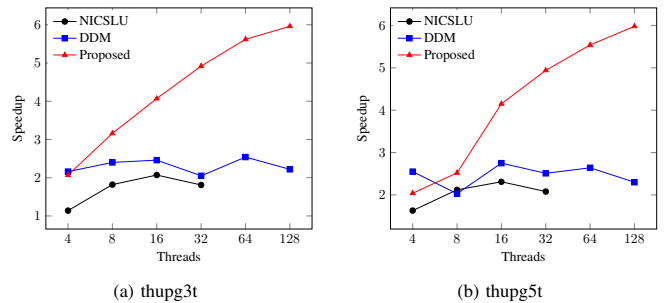 NICSLU
DDM
Proposed
6
5
4
3
2
1
Speedup
4 8 16 32 64 128
Threads
(a) thupg3t
NICSLU
DDM
Proposed
6
5
4
3
2
Speedup
4 8 16 32 64 128
Threads
(b) thupg5t